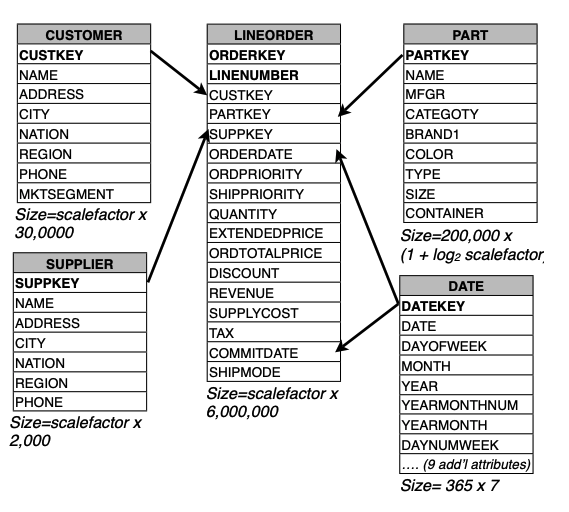 CUSTOMER
CUSTKEY
NAME
ADDRESS
CITY
NATION
REGION
PHONE
MKTSEGMENT
Size=scalefactor x
30,0000
SUPPLIER
SUPPKEY
NAME
ADDRESS
CITY
NATION
REGION
PHONE
Size=scalefactor x
2,000
LINEORDER
ORDERKEY
LINENUMBER
CUSTKEY
PARTKEY
SUPPKEY
ORDERDATE
ORDPRIORITY
SHIPPRIORITY
QUANTITY
EXTENDEDPRICE
ORDTOTALPRICE
DISCOUNT
REVENUE
SUPPLYCOST
TAX
COMMITDATE
SHIPMODE
Size=scalefactor x
6,000,000
PART
PARTKEY
NAME
MFGR
CATEGOTY
BRAND1
COLOR
TYPE
SIZE
CONTAINER
Size=200,000 x
(1 + log₂ scalefactor
DATE
DATEKEY
DATE
DAYOFWEEK
MONTH
YEAR
YEARMONTHNUM
YEARMONTH
DAYNUMWEEK
.... (9 add'l attributes)
Size= 365 x 7